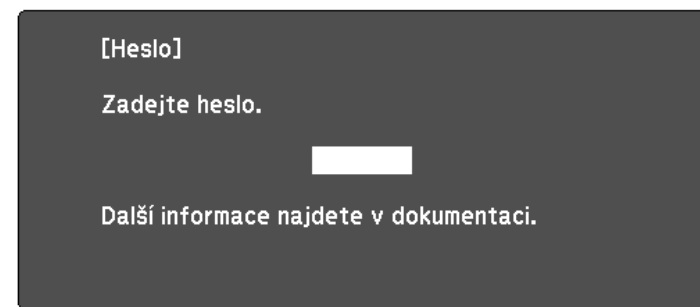 [Heslo]
Zadejte heslo.
Další informace najdete v dokumentaci.